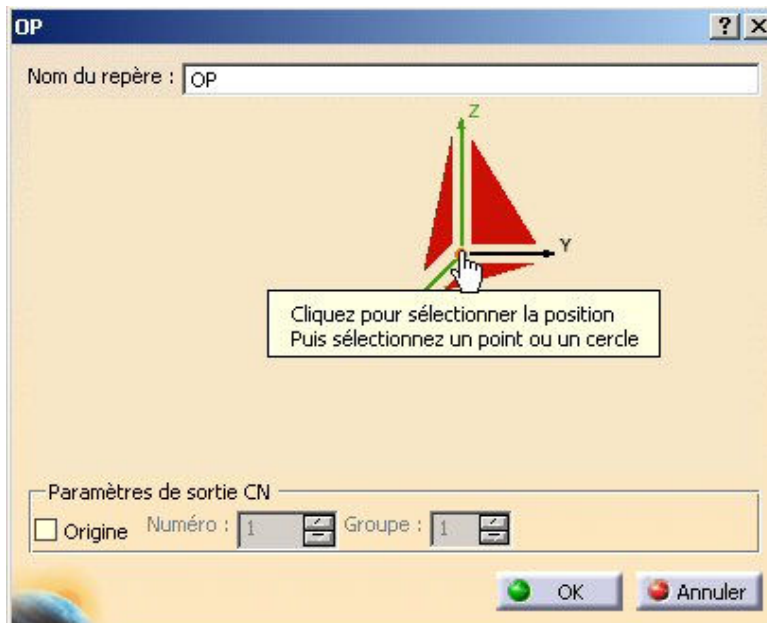 OP
Nom du repère : OP
Z
Y
Cliquez pour sélectionner la position
Puis sélectionnez un point ou un cercle
Paramètres de sortie CN
Origine Numéro : 1 Groupe : 1
OK Annuler